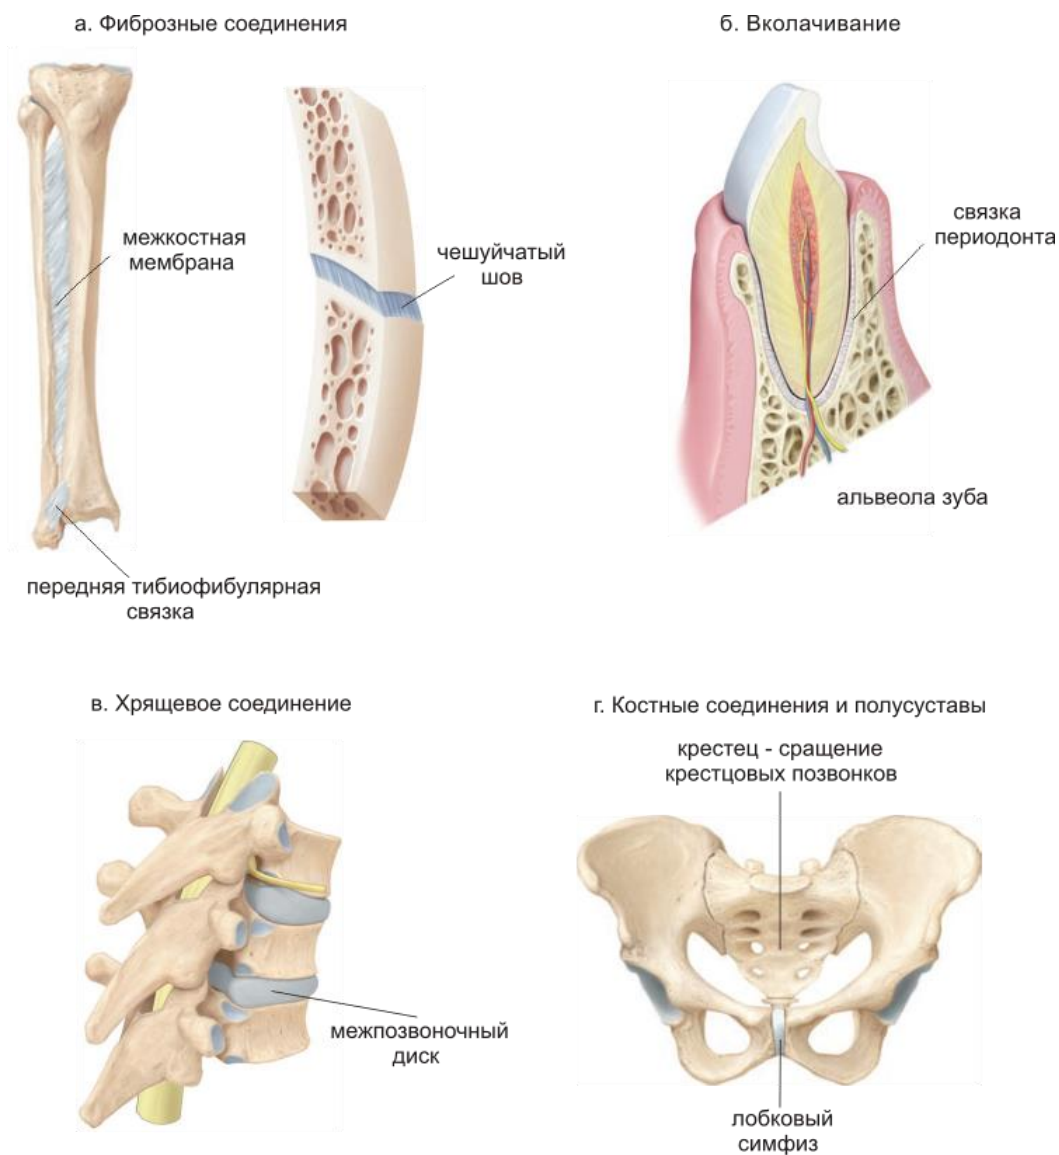 а. Фиброзные соединения
б. Вколачивание
межкостная
мембрана
чешуйчатый
шов
связка
периодонта
альвеола зуба
передняя тибиофибулярная
связка
в. Хрящевое соединение
г. Костные соединения и полусуставы
крестец - сращение
крестцовых позвонков
межпозвоночный
диск
лобковый
симфиз